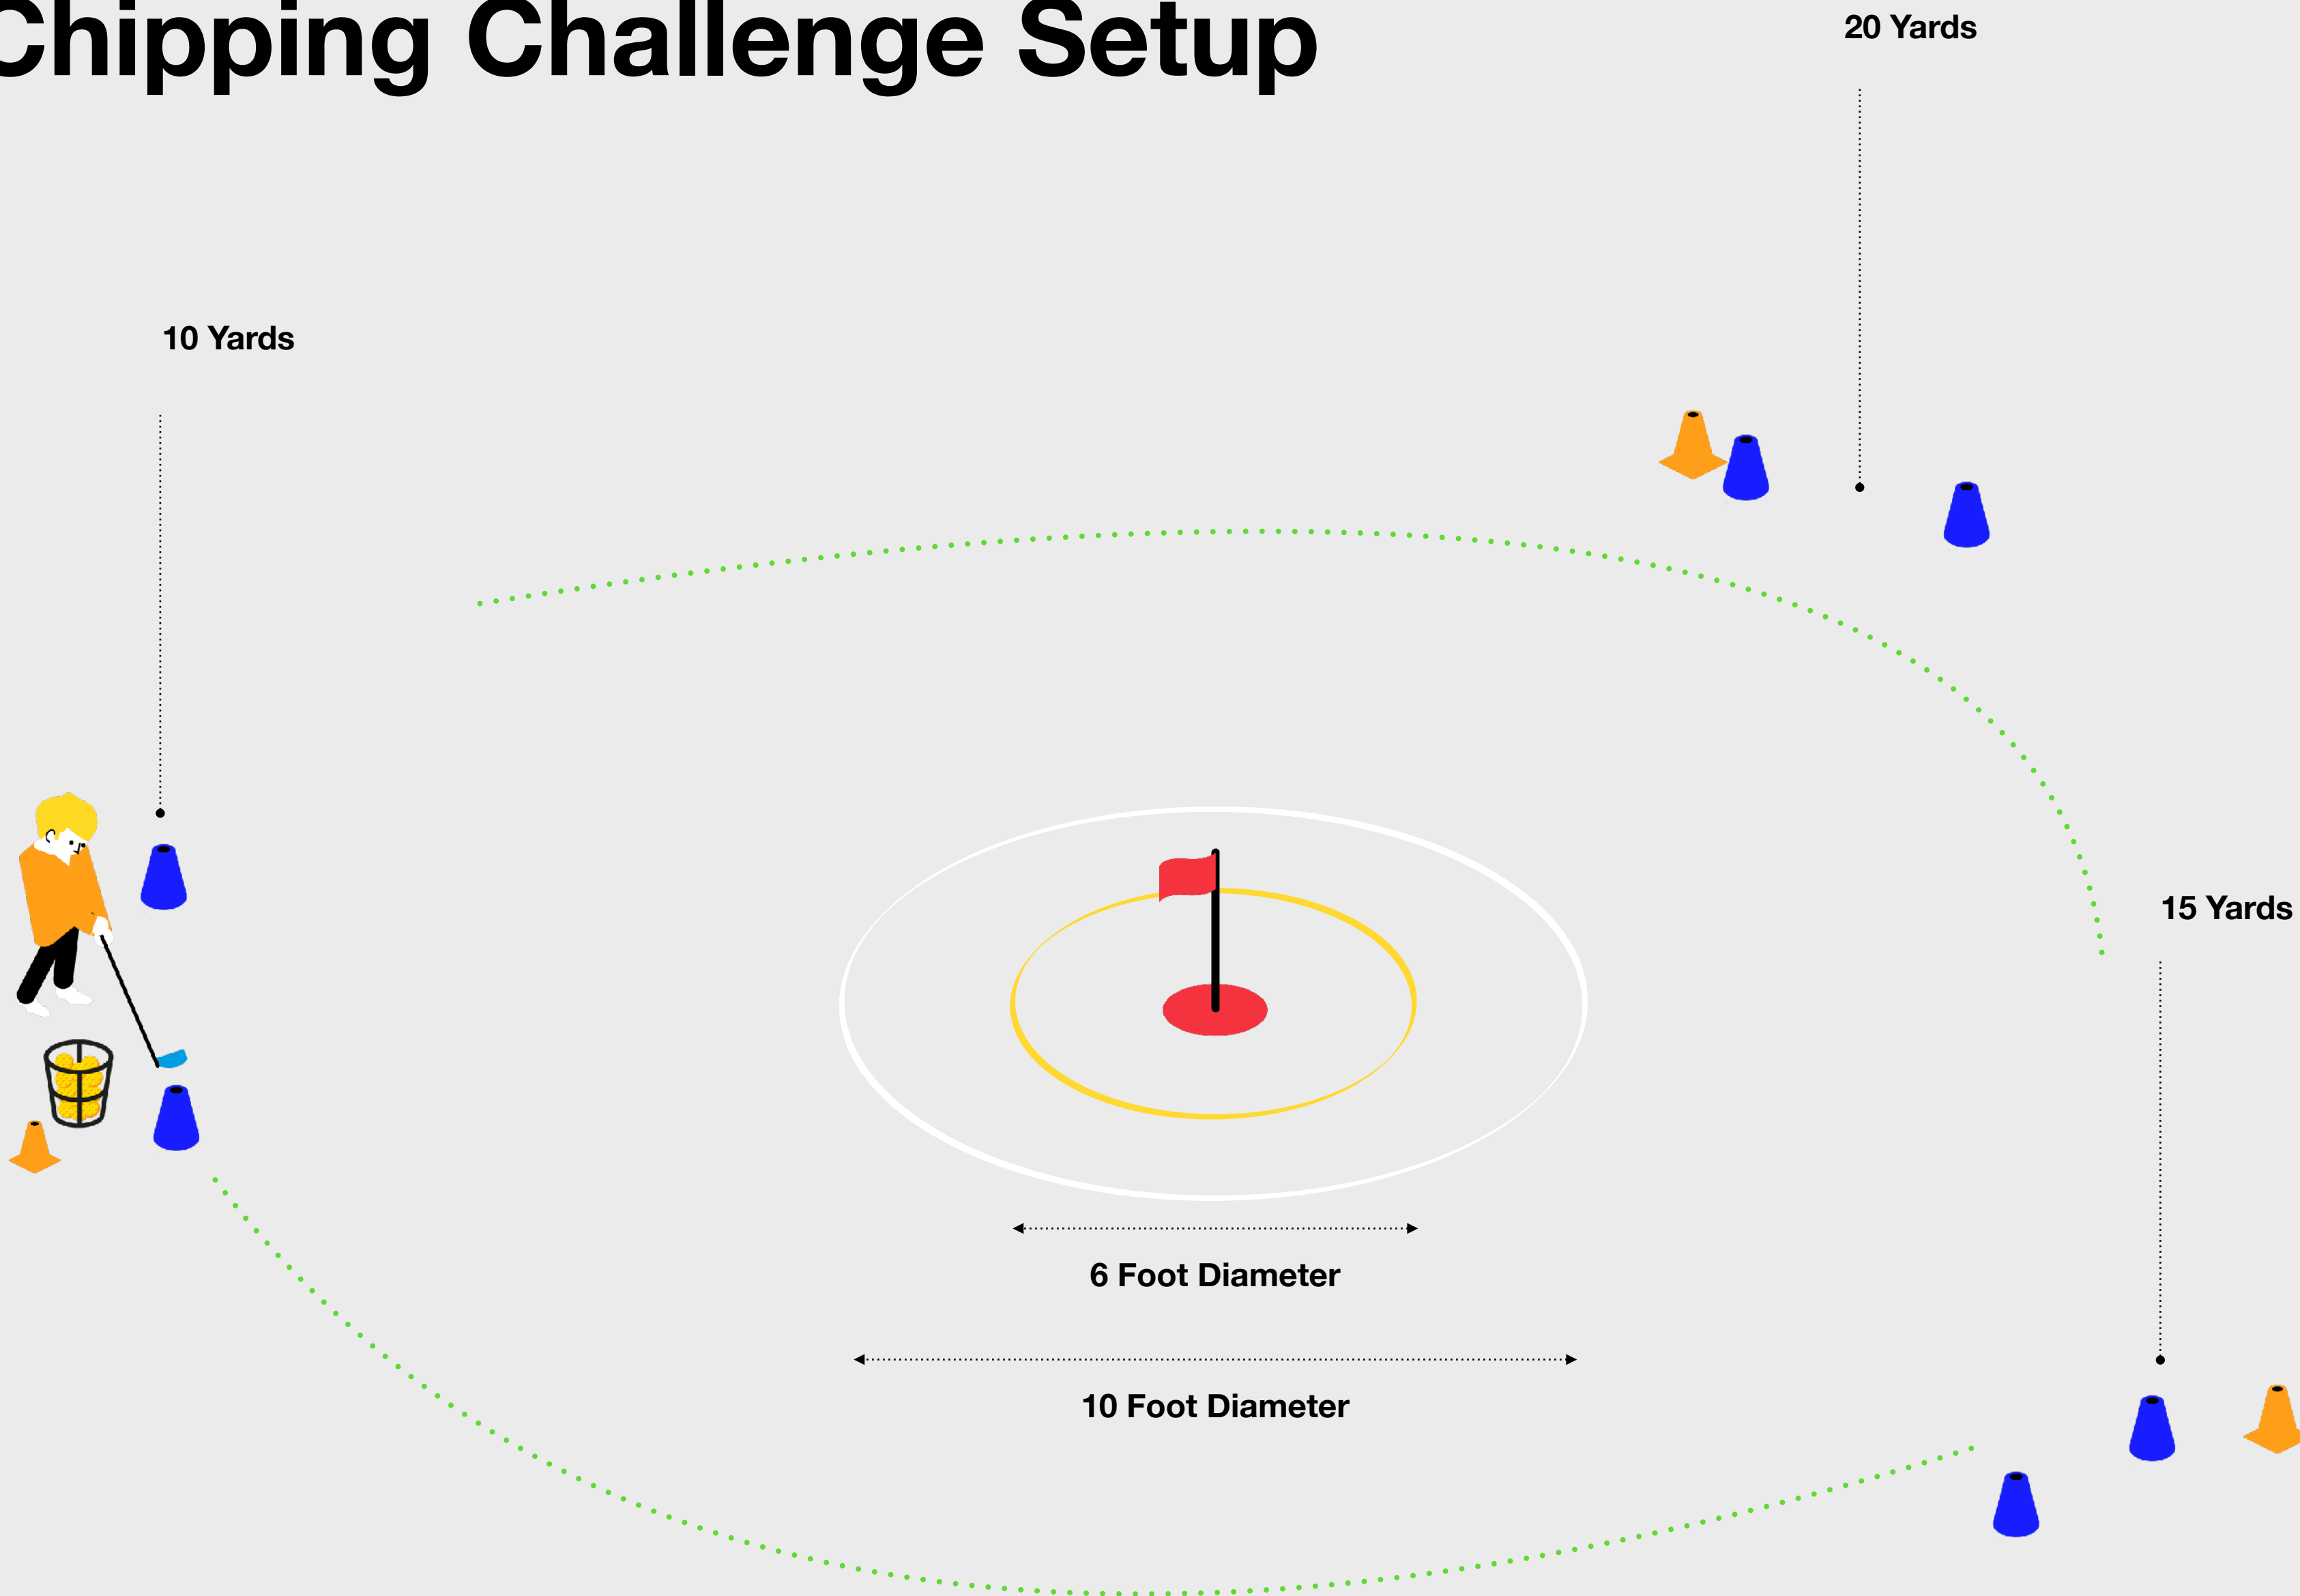 Chipping Challenge Setup
20 Yards
10 Yards
15 Yards
6 Foot Diameter
10 Foot Diameter